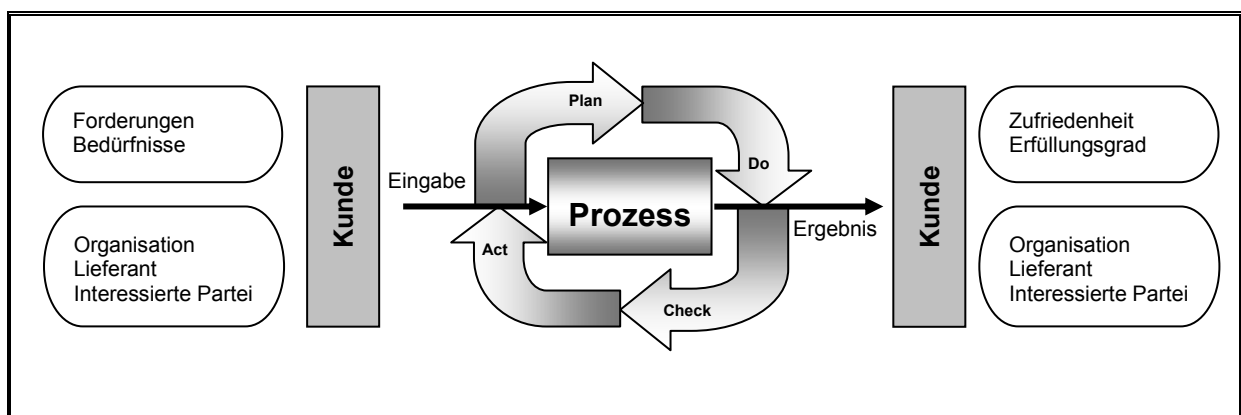 Forderungen
Bedürfnisse
Organisation
Lieferant
Interessierte Partei
Kunde
Eingabe
Plan
Do
Prozess
Act
Check
Ergebnis
Kunde
Zufriedenheit
Erfüllungsgrad
Organisation
Lieferant
Interessierte Partei